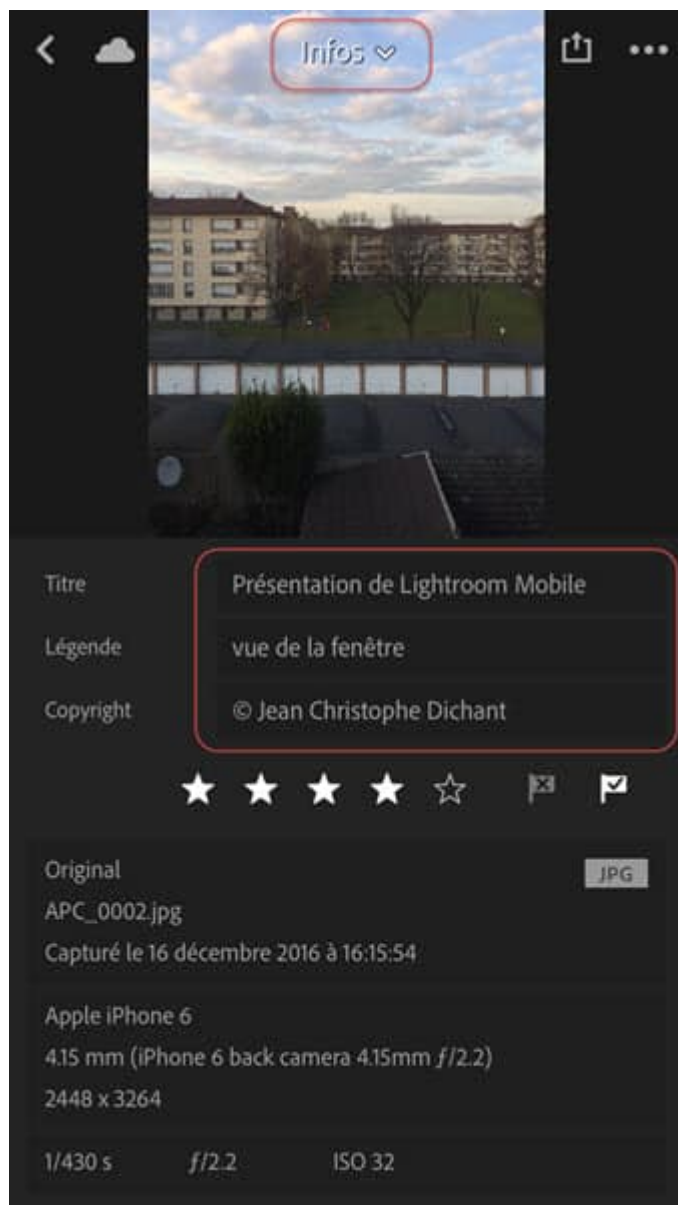 Infos
Titre Présentation de Lightroom Mobile
Légende vue de la fenêtre
Copyright © Jean Christophe Dichant
Original JPG
APC_0002.jpg
Capturé le 16 décembre 2016 à 16:15:54
Apple iPhone 6
4.15 mm (iPhone 6 back camera 4.15mm ƒ/2.2)
2448 x 3264
1/430 s ƒ/2.2 ISO 32